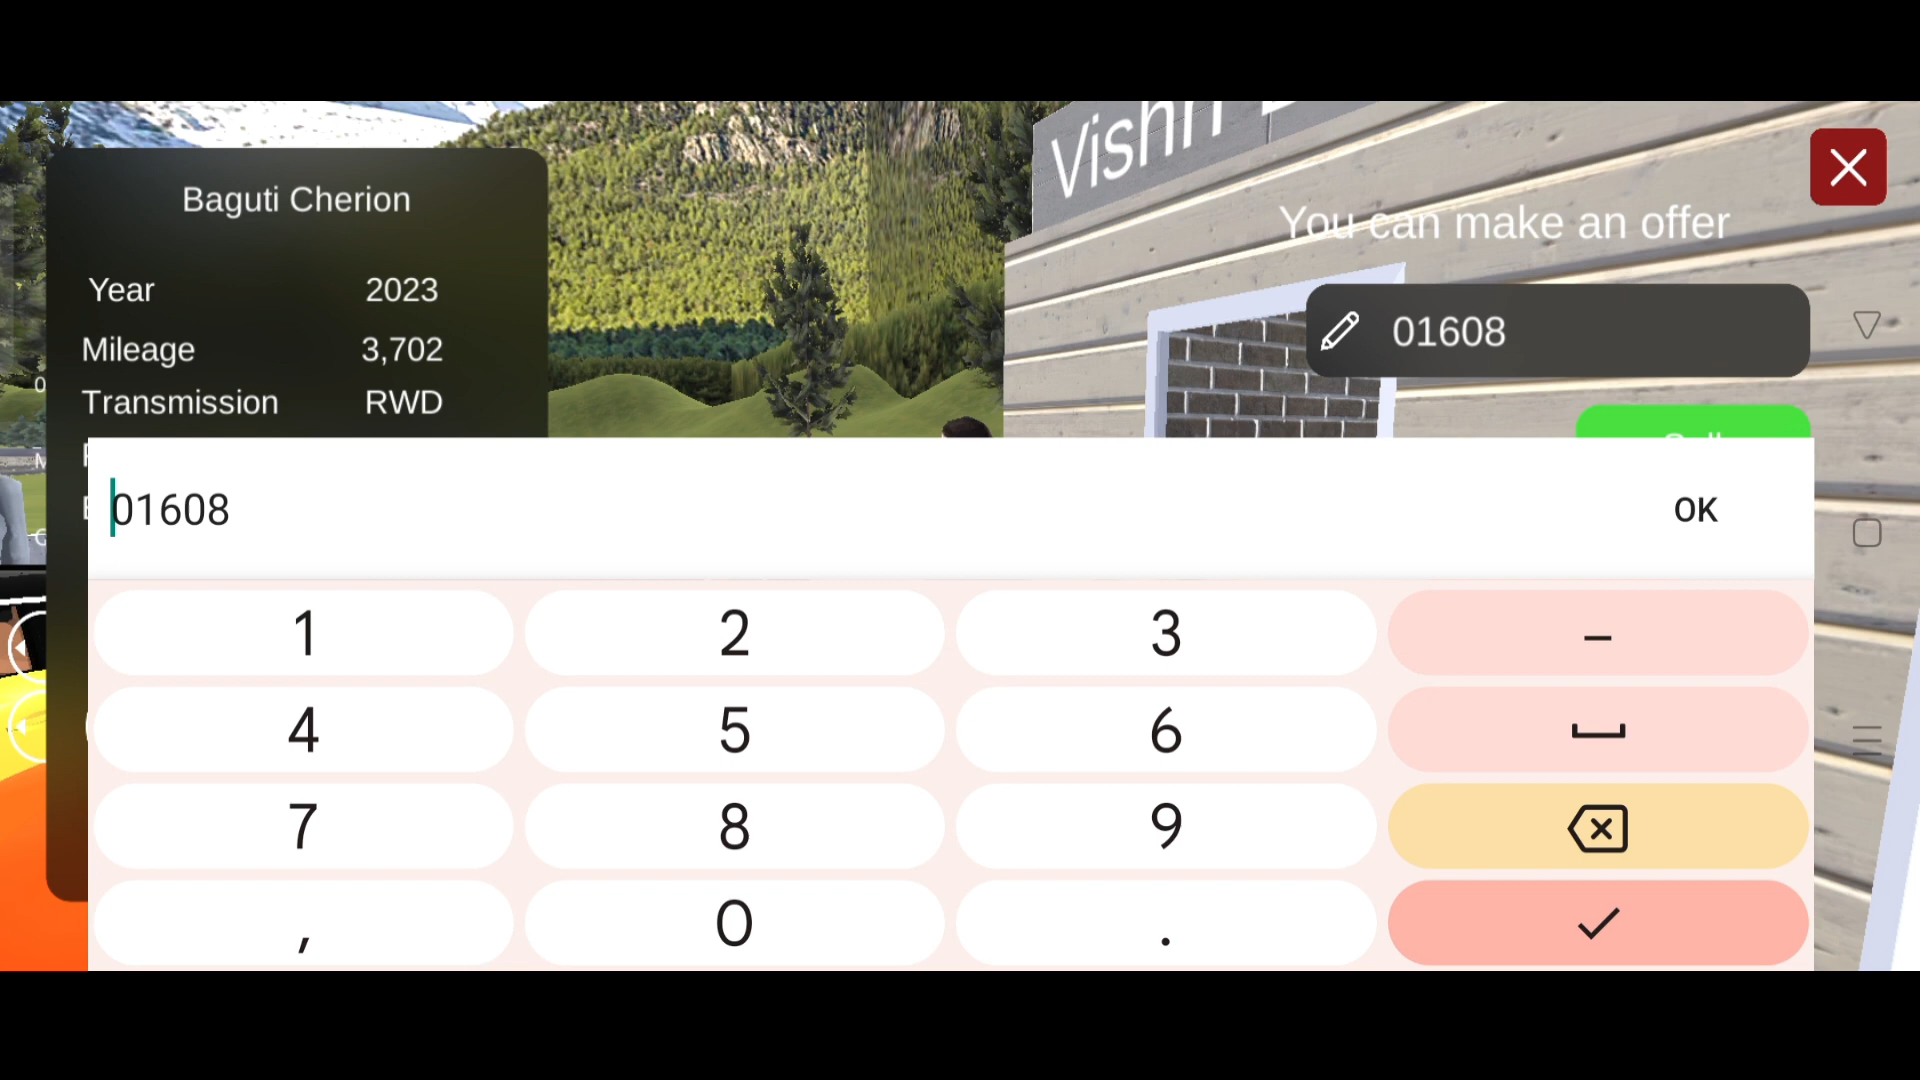 Vishn
Baguti Cherion
You can make an offer
Year 2023
01608
Mileage 3,702
Transmission RWD
01608
OK
1 2 3 –
4 5 6
7 8 9
, 0 .